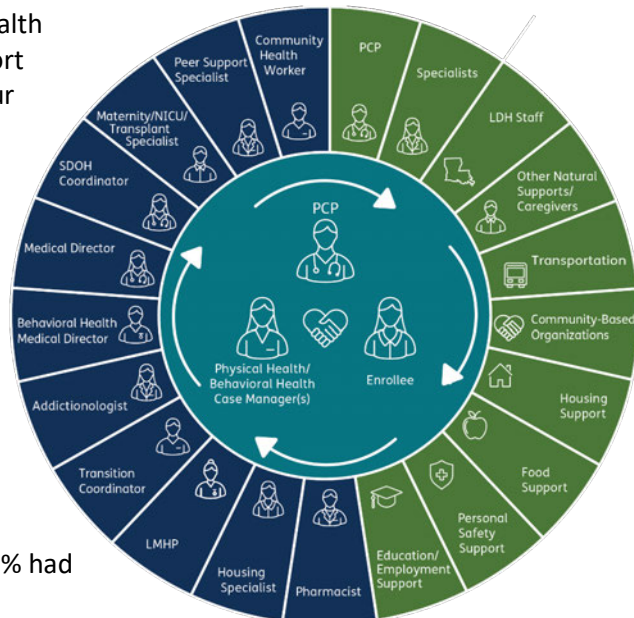 ealth
ort
ur
% had
Community
Health
Worker
PCP
Specialists
LDH Staff
Other Natural
Supports/
Caregivers
Transportation
Community-Based
Organizations
Housing
Support
Food
Support
Personal
Safety
Support
Education/
Employment
Support
Pharmacist
Housing
Specialist
LMHP
Transition
Coordinator
Addictionologist
Behavioral Health
Medical Director
Medical Director
SDOH
Coordinator
Maternity/NICU/
Transplant
Specialist
Peer Support
Specialist
PCP
Physical Health/
Behavioral Health
Case Manager(s)
Enrollee